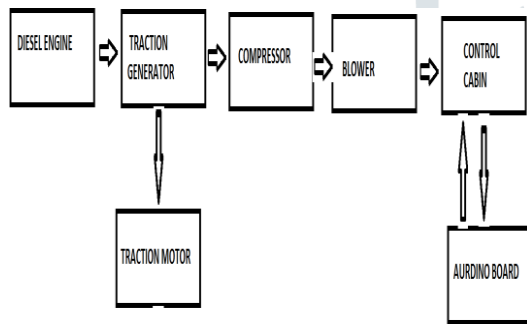 DIESEL ENGINE
TRACTION
GENERATOR
COMPRESSOR
BLOWER
CONTROL
CABIN
TRACTION MOTOR
AURDINO BOARD